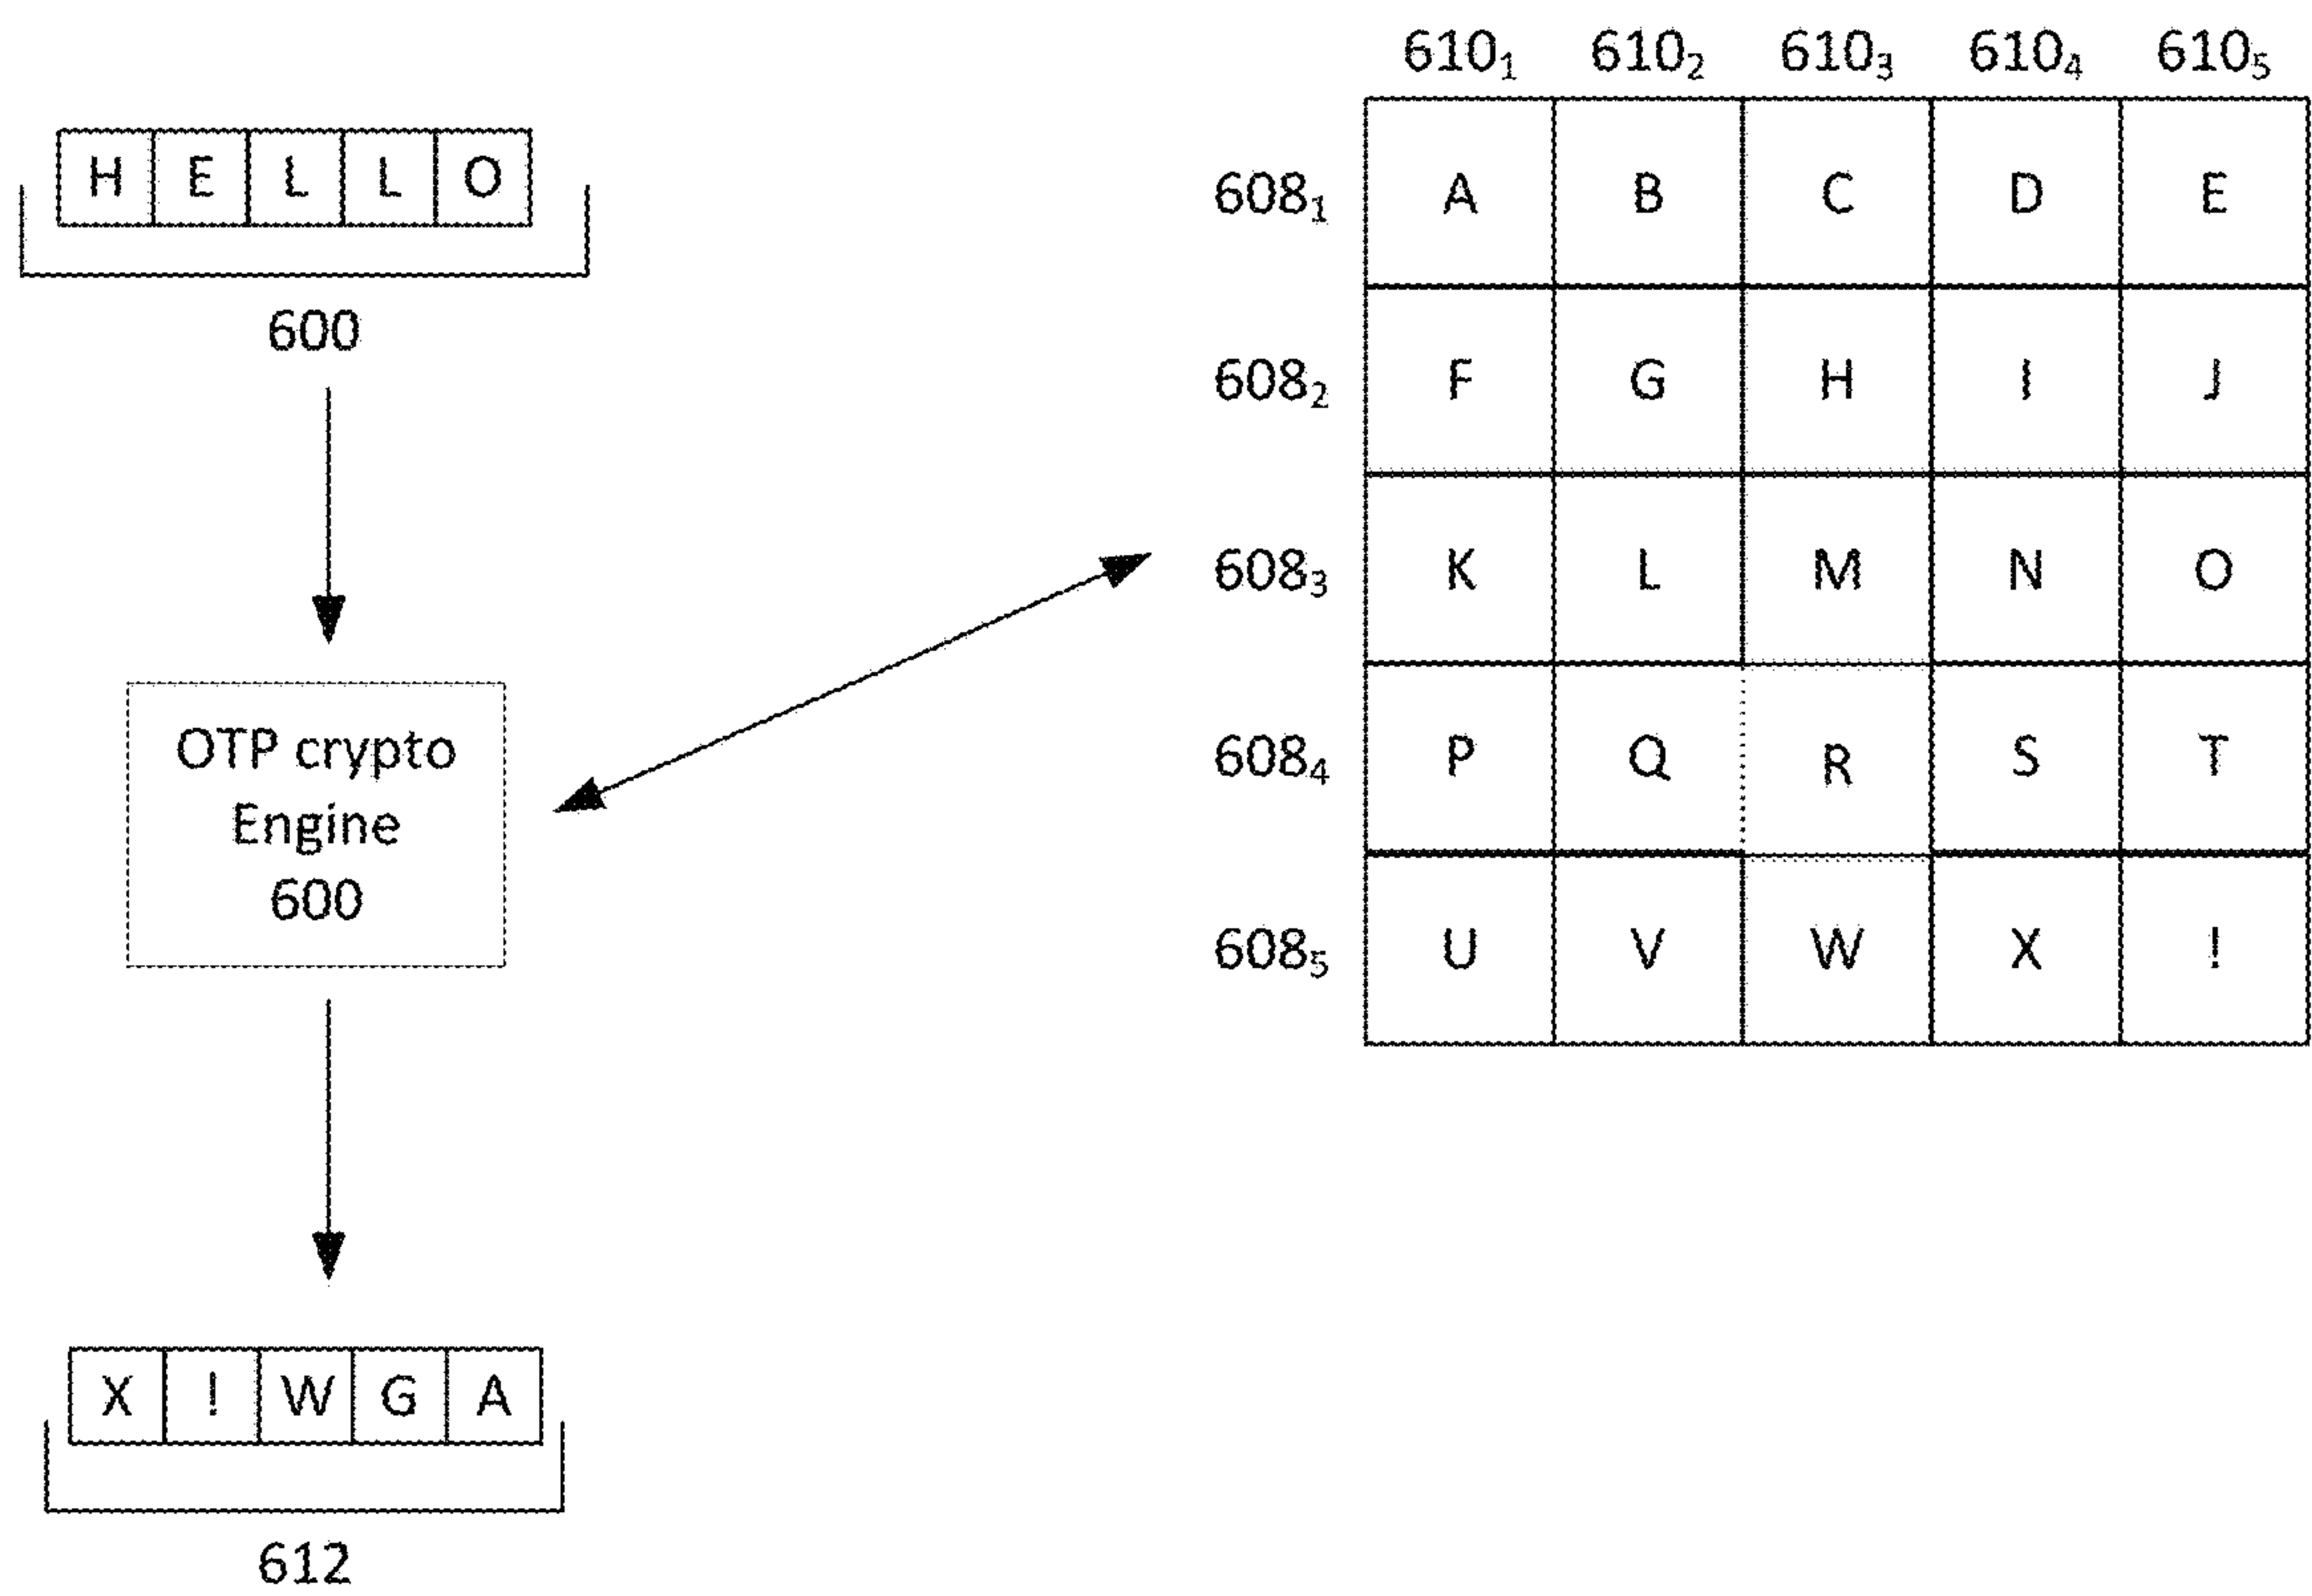 H E L L O
600
OTP crypto
Engine
600
X ! W G A
612
610₁ 610₂ 610₃ 610₄ 610₅
608₁ A B C D E
608₂ F G H I J
608₃ K L M N O
608₄ P Q R S T
608₅ U V W X !